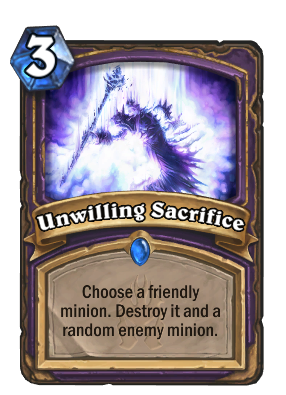 3
Unwilling Sacrifice
Choose a friendly
minion. Destroy it and a
random enemy minion.